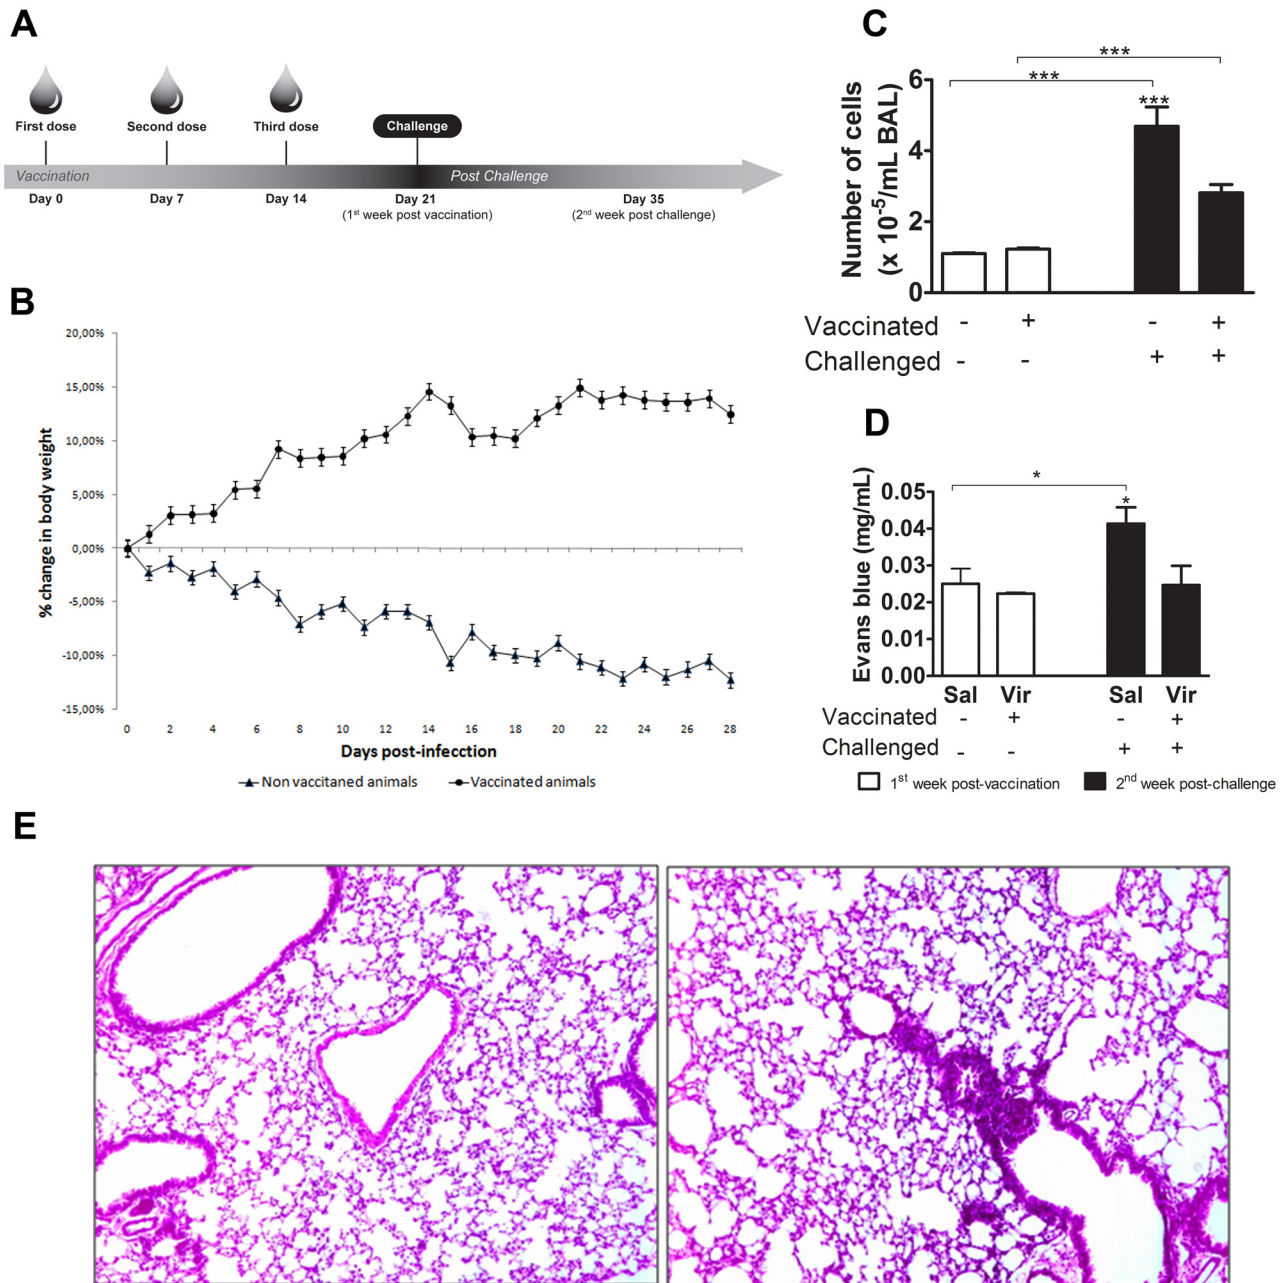 A
First dose
Second dose
Third dose
Challenge
Vaccination
Post Challenge
Day 0
Day 7
Day 14
Day 21
(1st week post vaccination)
Day 35
(2nd week post challenge)
B
% change in body weight
20,00%
15,00%
10,00%
5,00%
0,00%
-5,00%
-10,00%
-15,00%
0 2 4 6 8 10 12 14 16 18 20 22 24 26 28
Days post-infecction
Non vaccitaned animals
Vaccinated animals
C
Number of cells
(x 10-5/mL BAL)
6
4
2
0
***
***
***
Vaccinated - + - +
Challenged - - + +
D
Evans blue (mg/mL)
0.05
0.04
0.03
0.02
0.01
0.00
*
*
Sal Vir Sal Vir
Vaccinated - + - +
Challenged - - + +
1st week post-vaccination
2nd week post-challenge
E